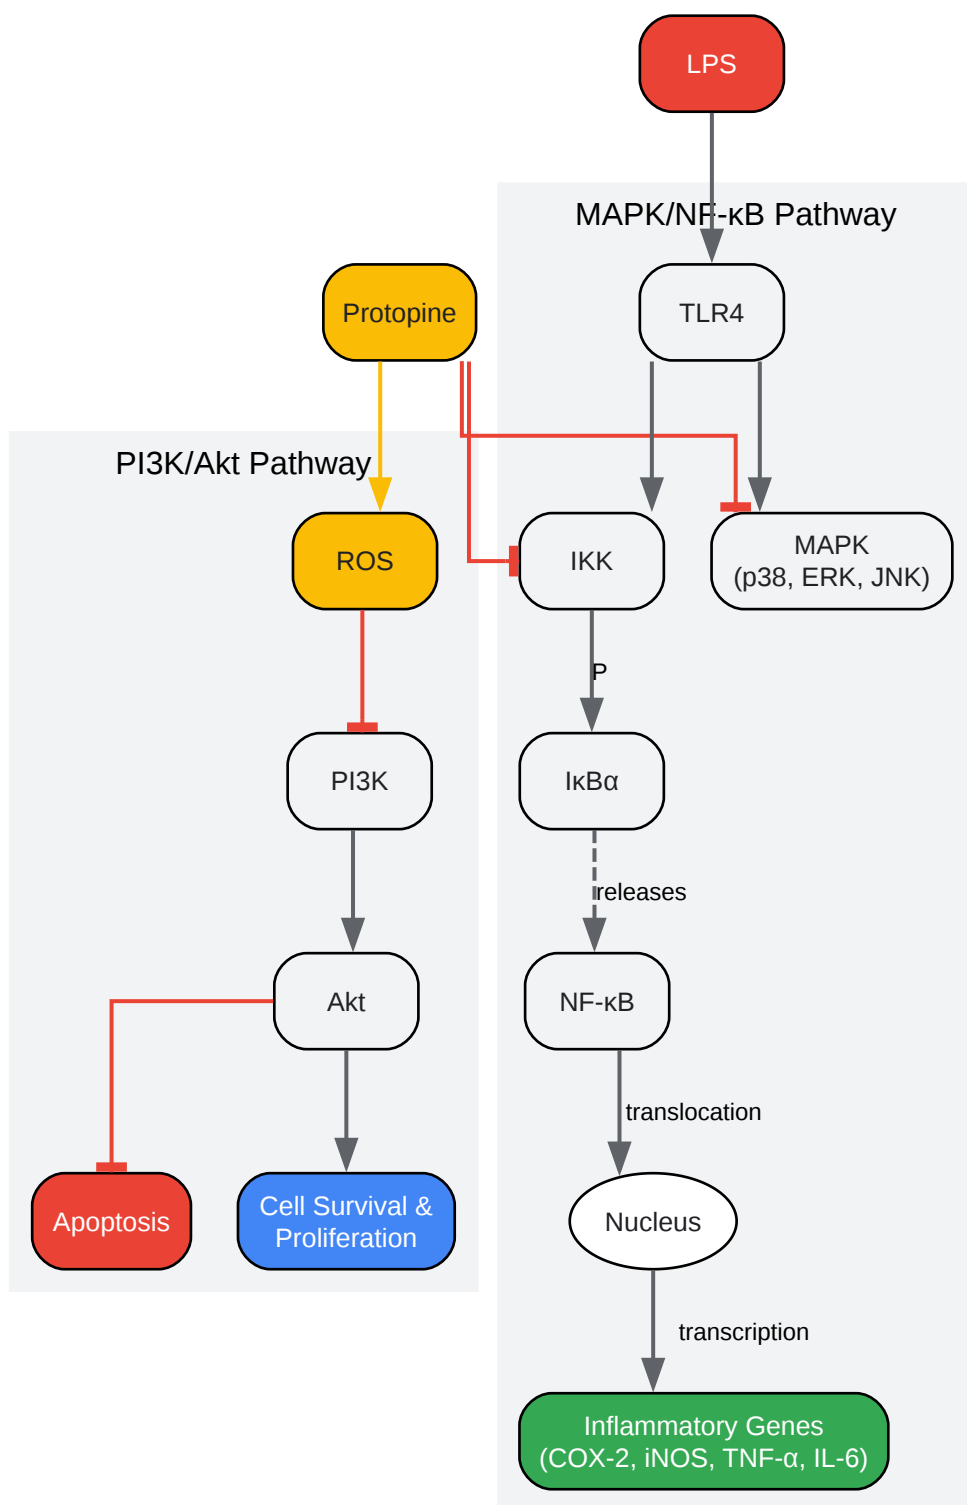 LPS
MAPK/NF-κB Pathway
Protopine
TLR4
PI3K/Akt Pathway
ROS
IKK
MAPK
(p38, ERK, JNK)
P
PI3K
IκBα
releases
Akt
NF-κB
translocation
Apoptosis
Cell Survival &
Proliferation
Nucleus
transcription
Inflammatory Genes
(COX-2, iNOS, TNF-α, IL-6)